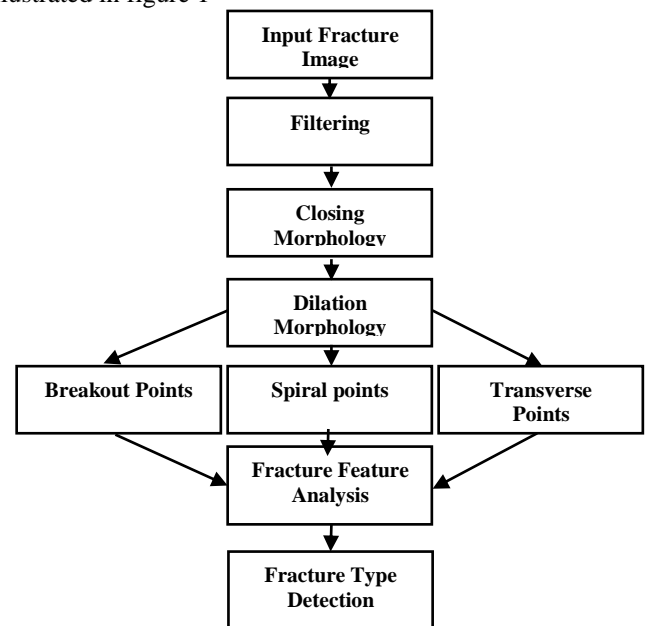 lustrated in figure 1
Input Fracture
Image
Filtering
Closing
Morphology
Dilation
Morphology
Breakout Points
Spiral points
Transverse
Points
Fracture Feature
Analysis
Fracture Type
Detection